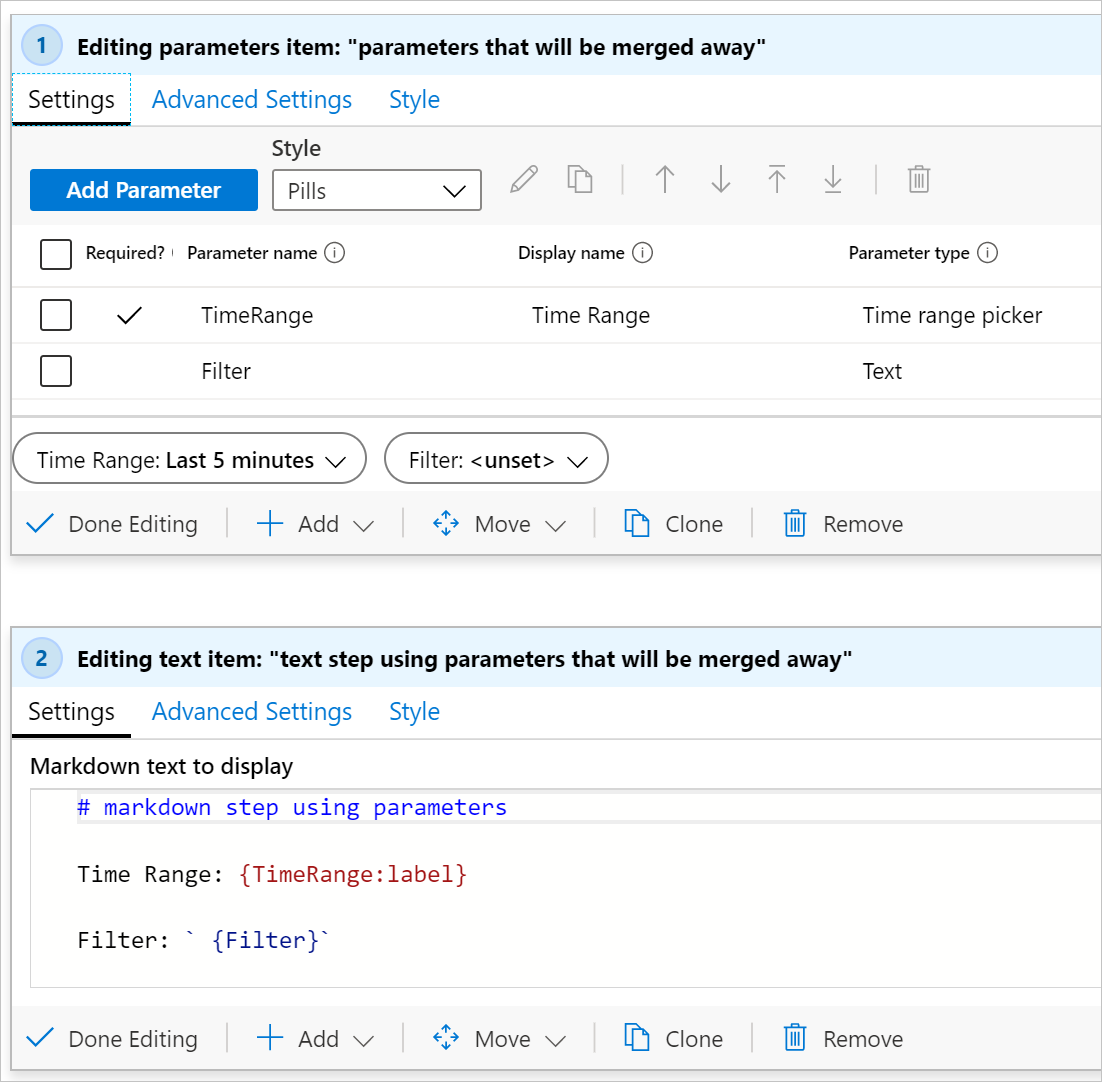 1 Editing parameters item: "parameters that will be merged away"
Settings Advanced Settings Style
Style
Add Parameter Pills
Required? Parameter name Display name Parameter type
TimeRange Time Range Time range picker
Filter Text
Time Range: Last 5 minutes Filter: <unset>
Done Editing Add Move Clone Remove
2 Editing text item: "text step using parameters that will be merged away"
Settings Advanced Settings Style
Markdown text to display
# markdown step using parameters
Time Range: {TimeRange:label}
Filter: ` {Filter}`
Done Editing Add Move Clone Remove